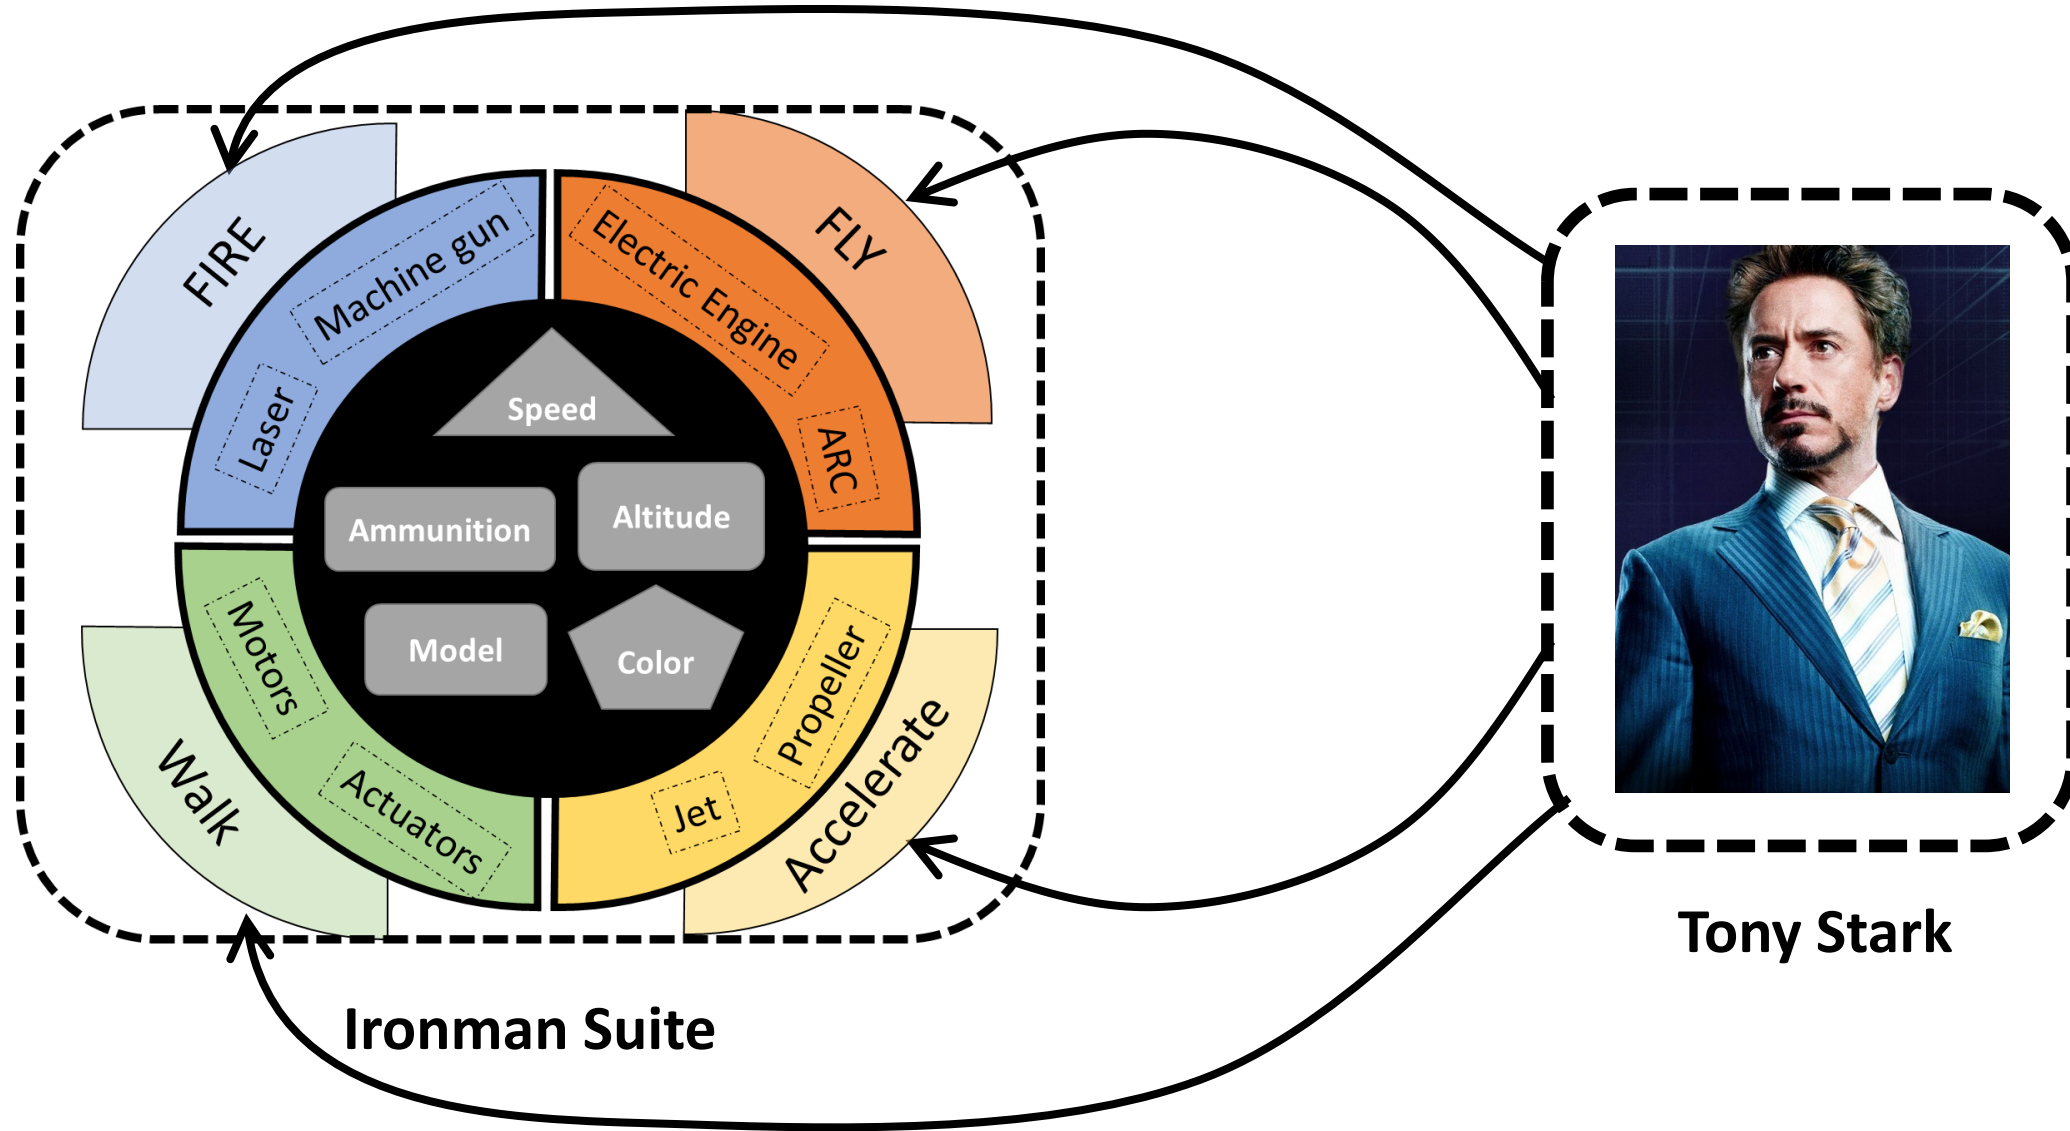 FIRE
Machine gun
Laser
Electric Engine
ARC
FLY
Speed
Ammunition
Altitude
Model
Color
Motors
Actuators
Walk
Propeller
Jet
Accelerate
Ironman Suite
Tony Stark